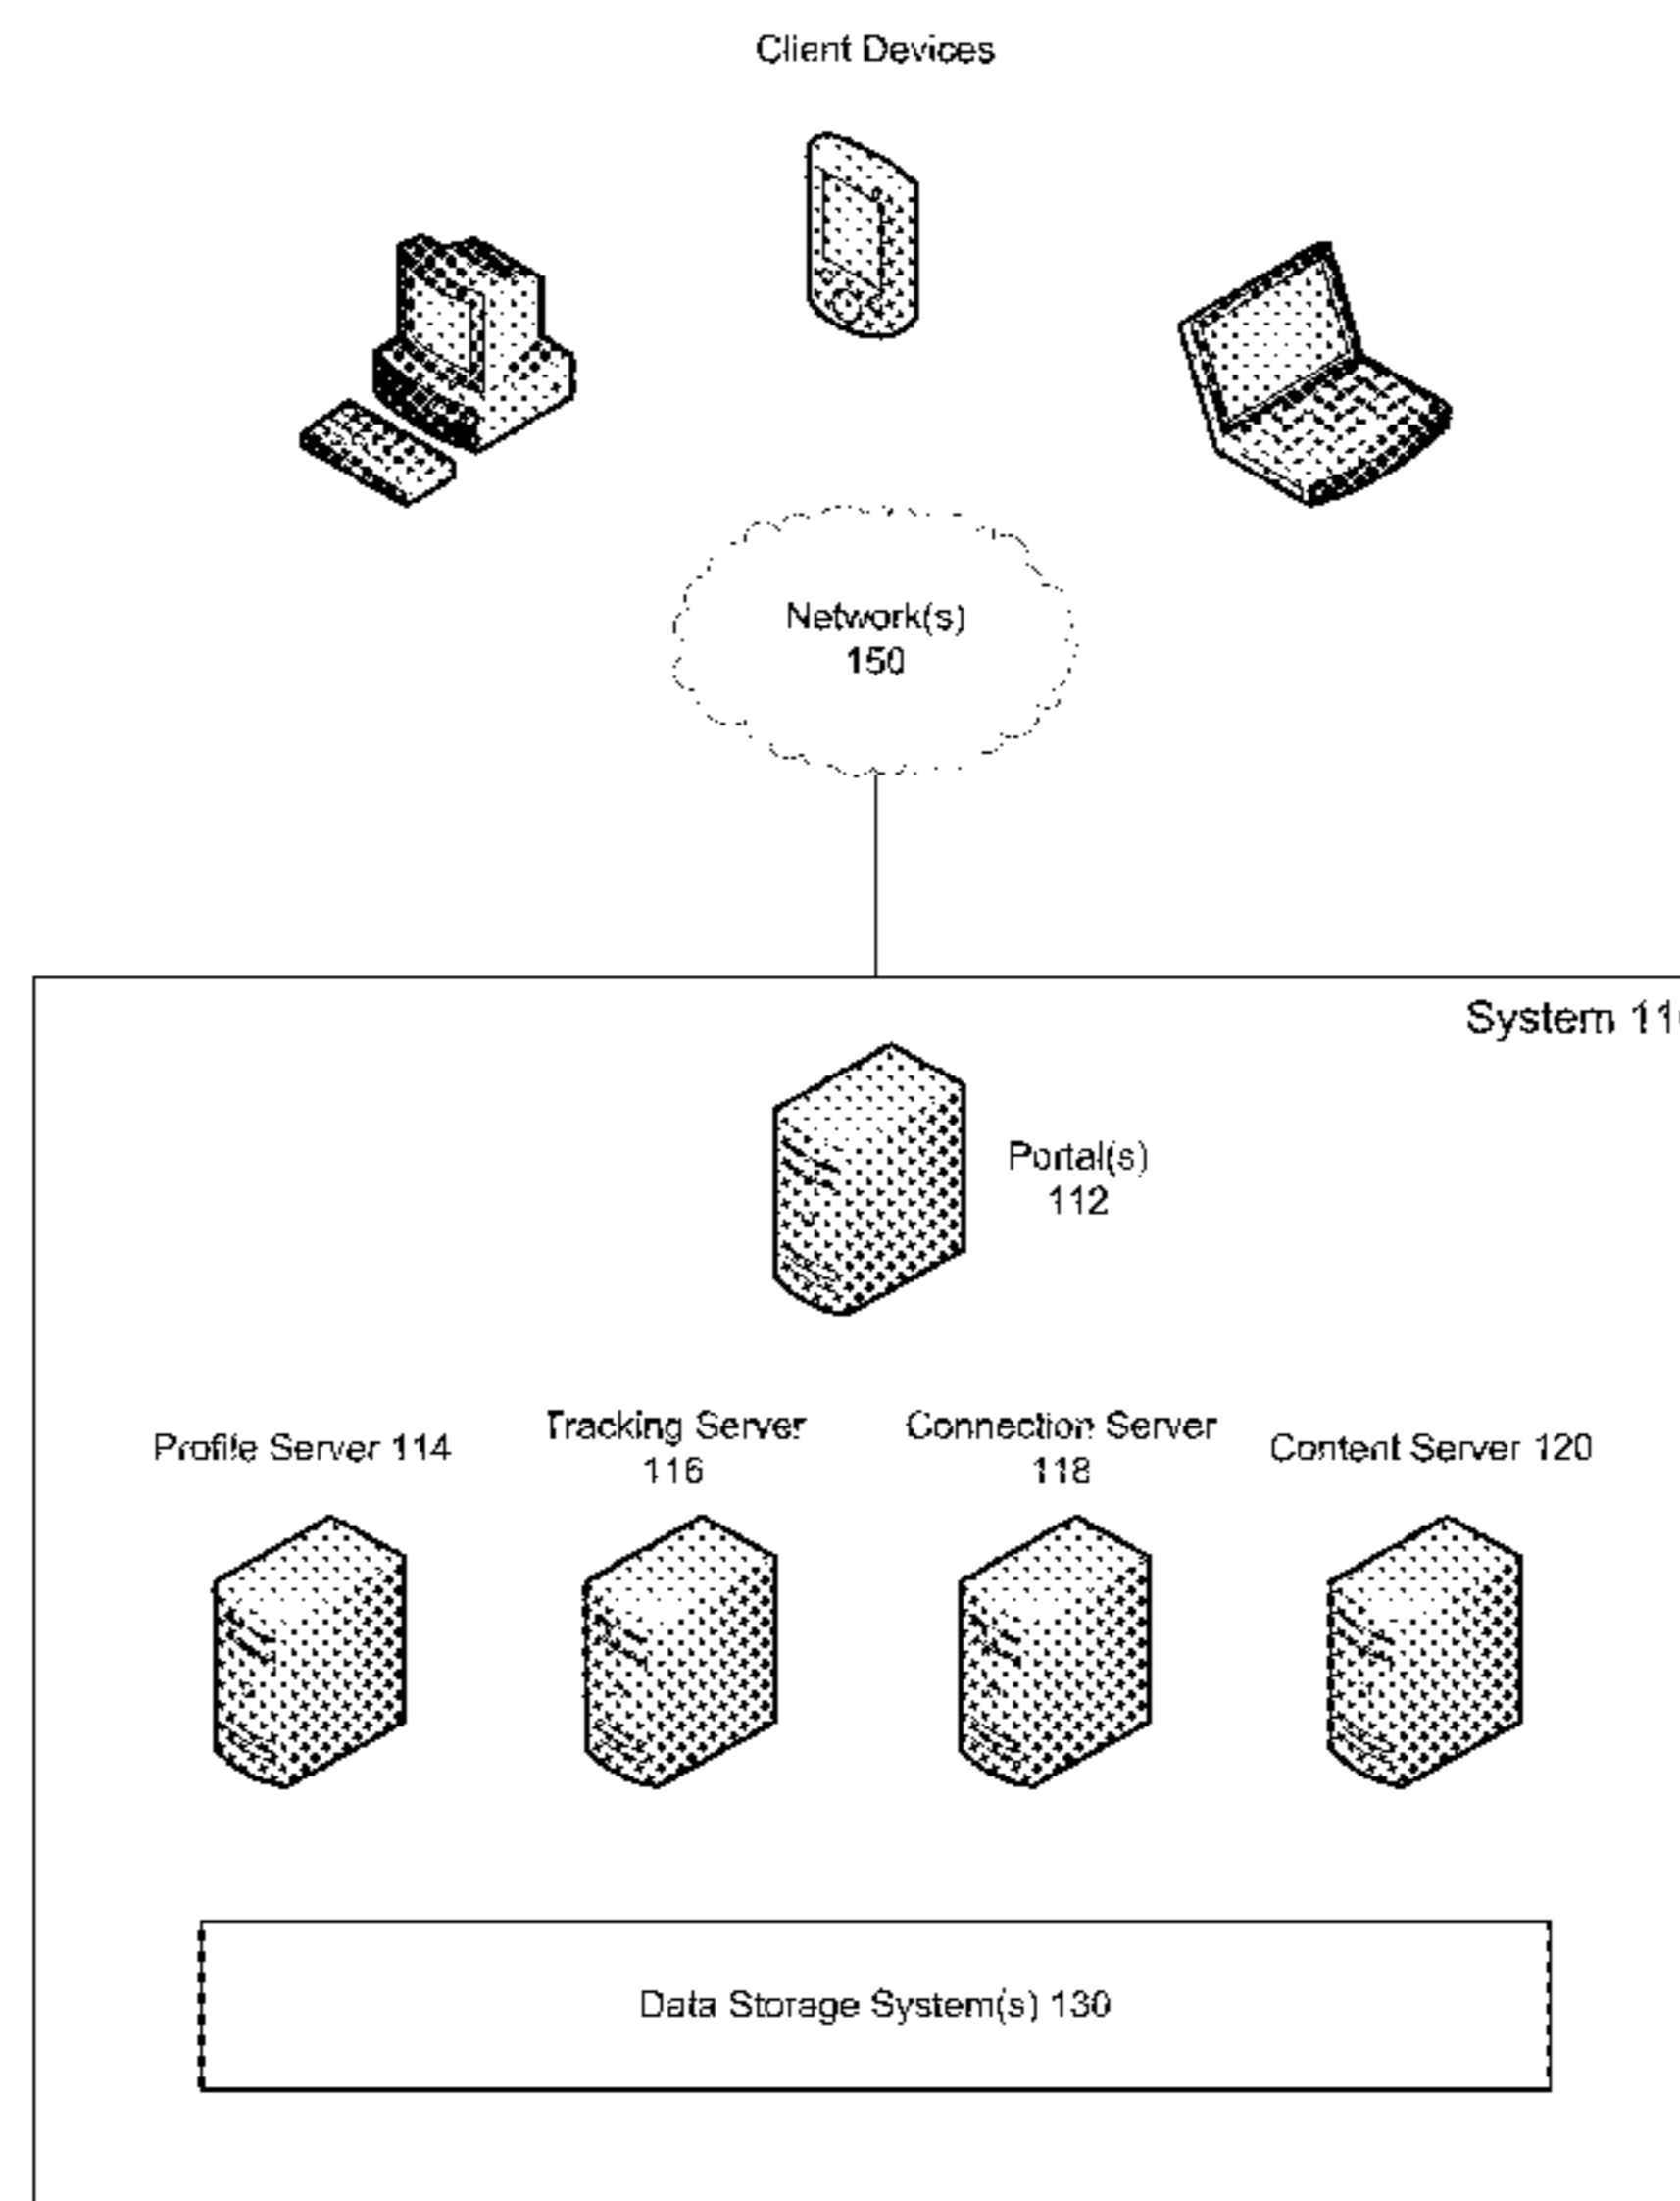 Client Devices
Network(s)
150
System 11
Portal(s)
112
Profile Server 114
Tracking Server
116
Connection Server
118
Content Server 120
Data Storage System(s) 130